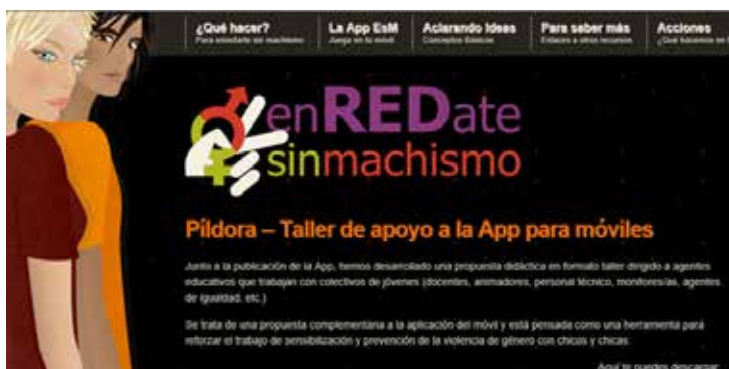 ¿Qué hacer? La App EsM Aclarando Ideas Para saber más Acciones
Para enredarte sin machismo Juega en tu móvil Conceptos Básicos Enlaces a otros recursos ¿Qué hacemos en
enREDate
sinmachismo
Píldora – Taller de apoyo a la App para móviles
Junto a la publicación de la App, hemos desarrollado una propuesta didáctica en formato taller dirigido a agentes
educativos que trabajan con colectivos de jóvenes (docentes, animadores, personal técnico, monitores/as, agentes
de igualdad, etc.)
Se trata de una propuesta complementaria a la aplicación del móvil y está pensada como una herramienta para
reforzar el trabajo de sensibilización y prevención de la violencia de género con chicos y chicas:
Aquí te puedes descargar: